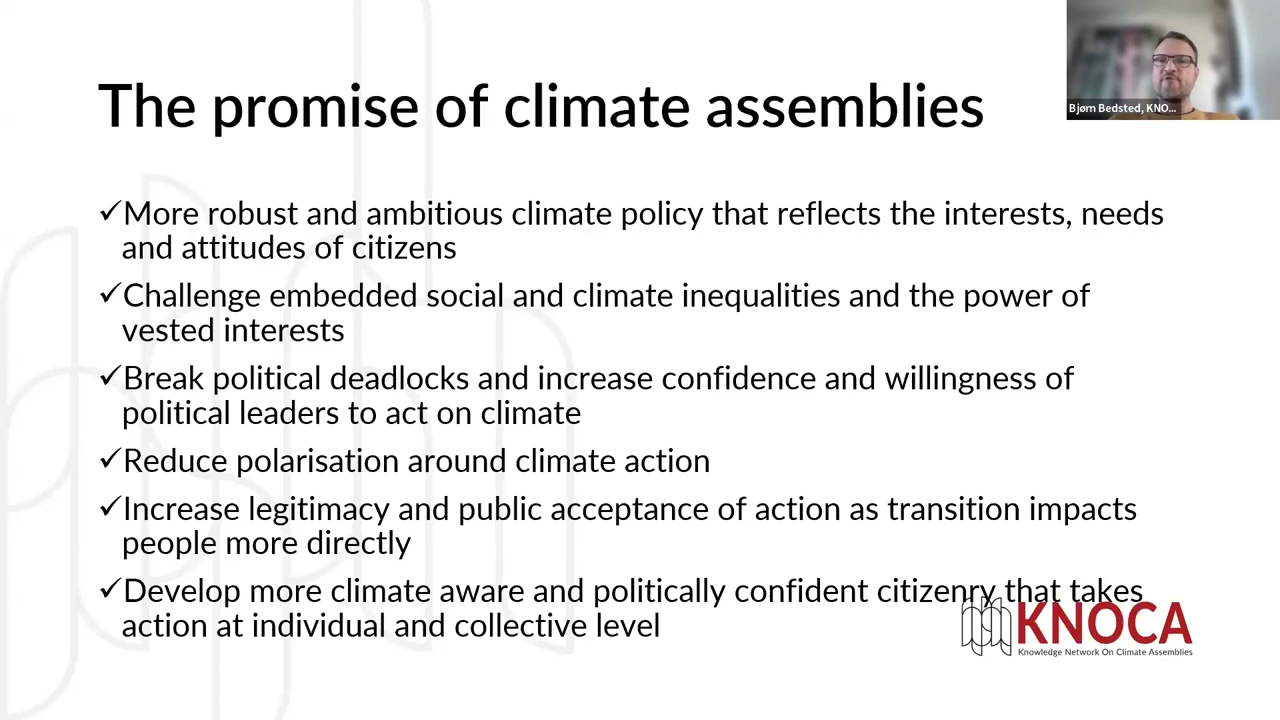 The promise of climate assemblies
Bjørn Bedsted, KNO...
✓More robust and ambitious climate policy that reflects the interests, needs
and attitudes of citizens
✓Challenge embedded social and climate inequalities and the power of
vested interests
✓Break political deadlocks and increase confidence and willingness of
political leaders to act on climate
✓Reduce polarisation around climate action
✓Increase legitimacy and public acceptance of action as transition impacts
people more directly
✓Develop more climate aware and politically confident citizenry that takes
action at individual and collective level
KNOCA
Knowledge Network On Climate Assemblies